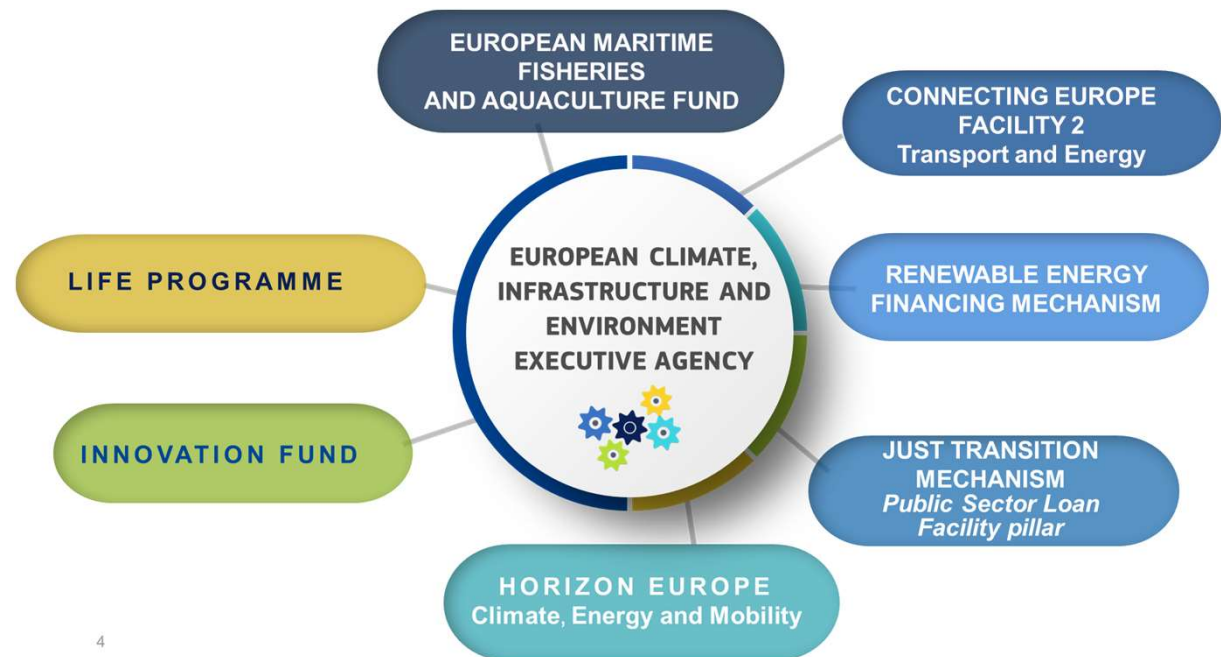 EUROPEAN MARITIME
FISHERIES
AND AQUACULTURE FUND
CONNECTING EUROPE
FACILITY 2
Transport and Energy
LIFE PROGRAMME
EUROPEAN CLIMATE,
INFRASTRUCTURE AND
ENVIRONMENT
EXECUTIVE AGENCY
RENEWABLE ENERGY
FINANCING MECHANISM
INNOVATION FUND
JUST TRANSITION
MECHANISM
Public Sector Loan
Facility pillar
HORIZON EUROPE
Climate, Energy and Mobility
4